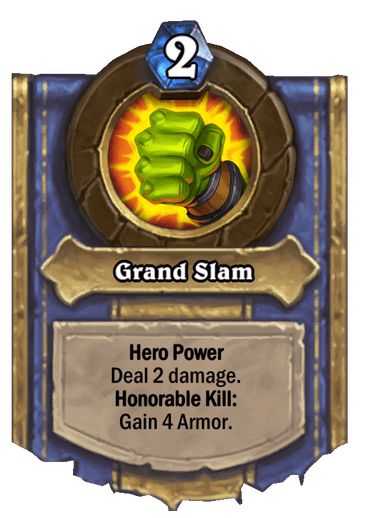 2
Grand Slam
Hero Power
Deal 2 damage.
Honorable Kill:
Gain 4 Armor.